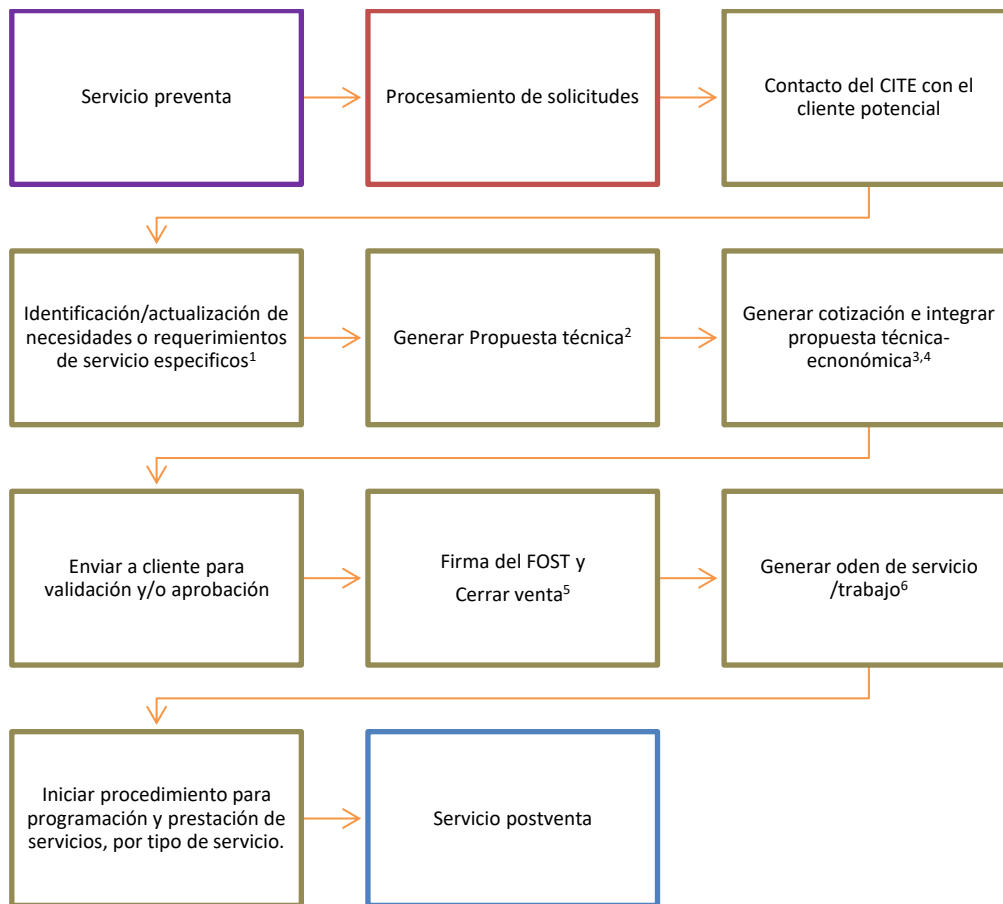 Servicio preventa
Procesamiento de solicitudes
Contacto del CITE con el
cliente potencial
Identificación/actualización de
necesidades o requerimientos
de servicio especificos¹
Generar Propuesta técnica²
Generar cotización e integrar
propuesta técnica-
ecnonómica³,⁴
Enviar a cliente para
validación y/o aprobación
Firma del FOST y
Cerrar venta⁵
Generar oden de servicio
/trabajo⁶
Iniciar procedimiento para
programación y prestación de
servicios, por tipo de servicio.
Servicio postventa